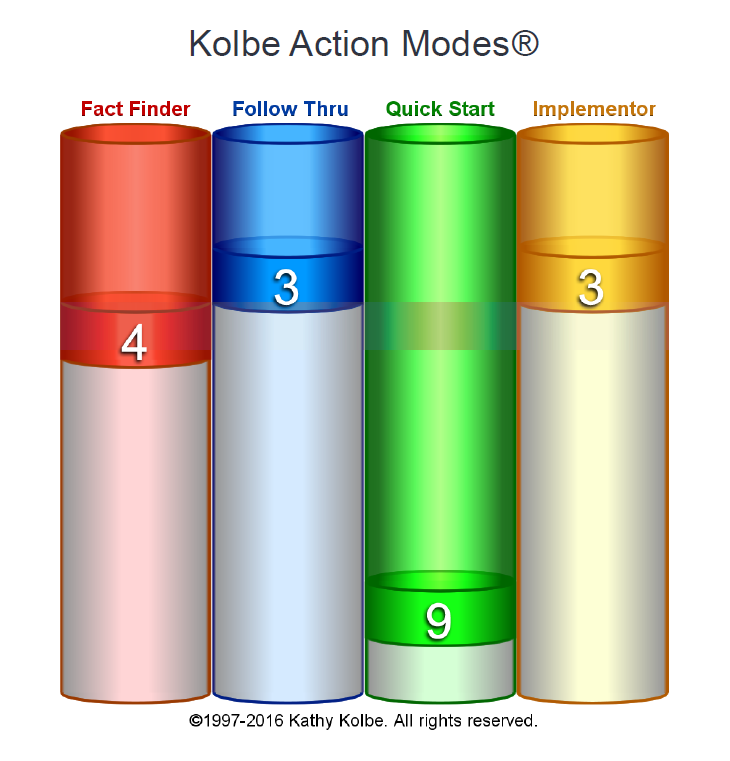 Kolbe Action Modes®
Fact Finder Follow Thru Quick Start Implementor
3 3
4
9
©1997-2016 Kathy Kolbe. All rights reserved.